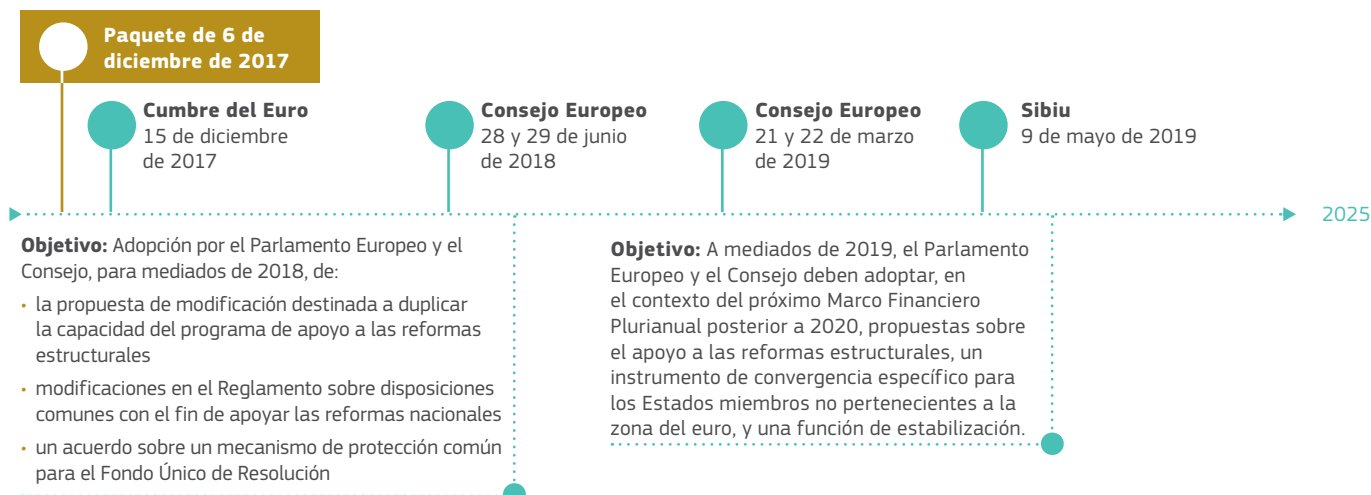 Paquete de 6 de
diciembre de 2017
Cumbre del Euro
15 de diciembre
de 2017
Consejo Europeo
28 y 29 de junio
de 2018
Consejo Europeo
21 y 22 de marzo
de 2019
Sibiu
9 de mayo de 2019
2025
Objetivo: Adopción por el Parlamento Europeo y el
Consejo, para mediados de 2018, de:
• la propuesta de modificación destinada a duplicar
la capacidad del programa de apoyo a las reformas
estructurales
• modificaciones en el Reglamento sobre disposiciones
comunes con el fin de apoyar las reformas nacionales
• un acuerdo sobre un mecanismo de protección común
para el Fondo Único de Resolución
Objetivo: A mediados de 2019, el Parlamento
Europeo y el Consejo deben adoptar, en
el contexto del próximo Marco Financiero
Plurianual posterior a 2020, propuestas sobre
el apoyo a las reformas estructurales, un
instrumento de convergencia específico para
los Estados miembros no pertenecientes a la
zona del euro, y una función de estabilización.